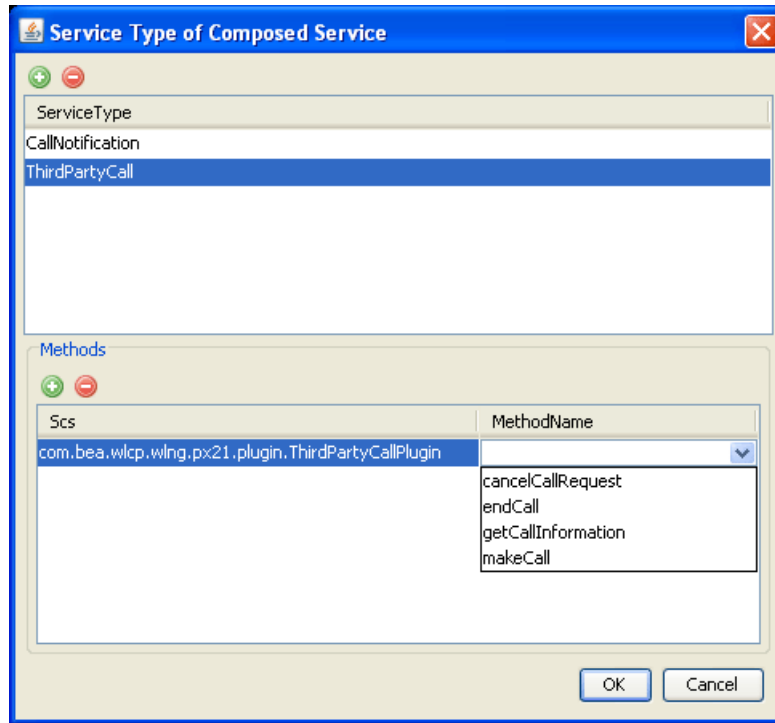 Service Type of Composed Service
ServiceType
CallNotification
ThirdPartyCall
Methods
Scs MethodName
com.bea.wlcp.wlng.px21.plugin.ThirdPartyCallPlugin
cancelCallRequest
endCall
getCallInformation
makeCall
OK Cancel